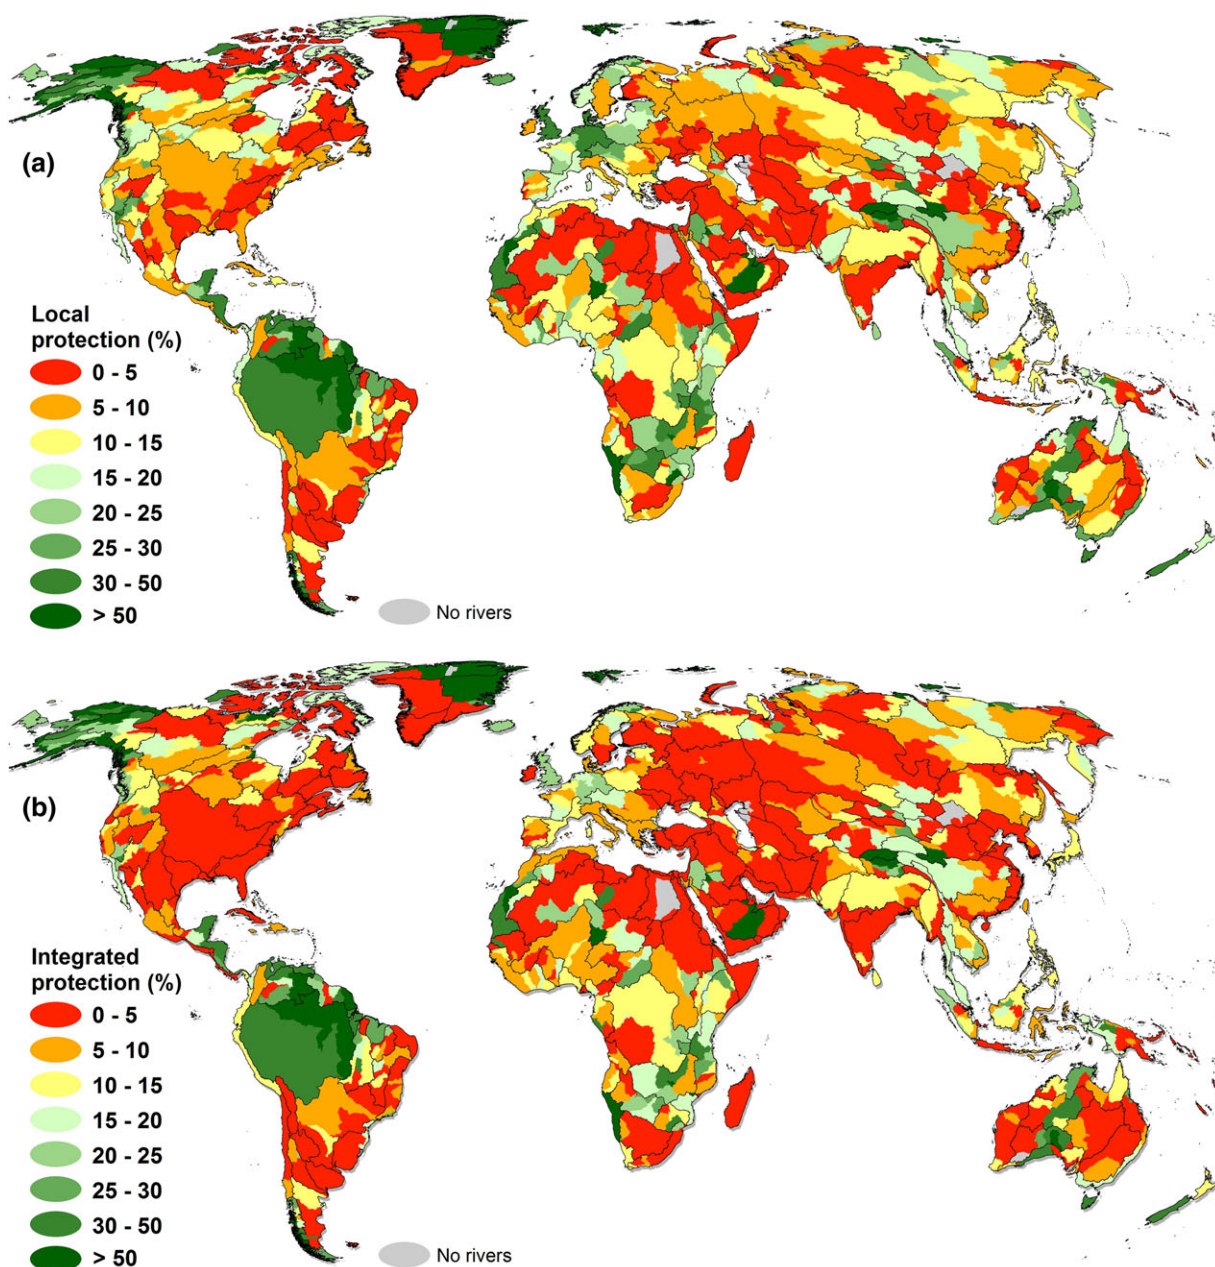 (a)
Local
protection (%)
0 - 5
5 - 10
10 - 15
15 - 20
20 - 25
25 - 30
30 - 50
> 50
No rivers
(b)
Integrated
protection (%)
0 - 5
5 - 10
10 - 15
15 - 20
20 - 25
25 - 30
30 - 50
> 50
No rivers